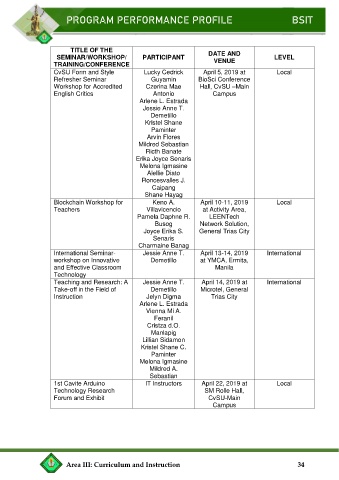 PROGRAM PERFORMANCE PROFILE BSIT
TITLE OF THE
SEMINAR/WORKSHOP/
TRAINING/CONFERENCE
PARTICIPANT
DATE AND
VENUE
LEVEL
CvSU Form and Style
Refresher Seminar
Workshop for Accredited
English Critics
Lucky Cedrick
Guyamin
Czerina Mae
Antonio
Arlene L. Estrada
Jessie Anne T.
Demetillo
Kristel Shane
Paminter
Arvin Flores
Mildred Sebastian
Ricth Banate
Erika Joyce Senaris
Melona Igmasine
Alellie Diato
Roncesvalles J.
Caipang
Shane Hayag
April 5, 2019 at
BioSci Conference
Hall, CvSU –Main
Campus
Local
Blockchain Workshop for
Teachers
Keno A.
Villavicencio
Pamela Daphne R.
Busog
Joyce Erika S.
Senaris
Charmaine Banag
April 10-11, 2019
at Activity Area,
LEENTech
Network Solution,
General Trias City
Local
International Seminar-
workshop on Innovative
and Effective Classroom
Technology
Jessie Anne T.
Demetillo
April 13-14, 2019
at YMCA, Ermita,
Manila
International
Teaching and Research: A
Take-off in the Field of
Instruction
Jessie Anne T.
Demetillo
Jelyn Digma
Arlene L. Estrada
Vienna Mi A.
Feranil
Cristza d.O.
Manlapig
Lillian Sidamon
Kristel Shane C.
Paminter
Melona Igmasine
Mildred A.
Sebastian
April 14, 2019 at
Microtel, General
Trias City
International
1st Cavite Arduino
Technology Research
Forum and Exhibit
IT Instructors
April 22, 2019 at
SM Rolle Hall,
CvSU-Main
Campus
Local
Area III: Curriculum and Instruction 34